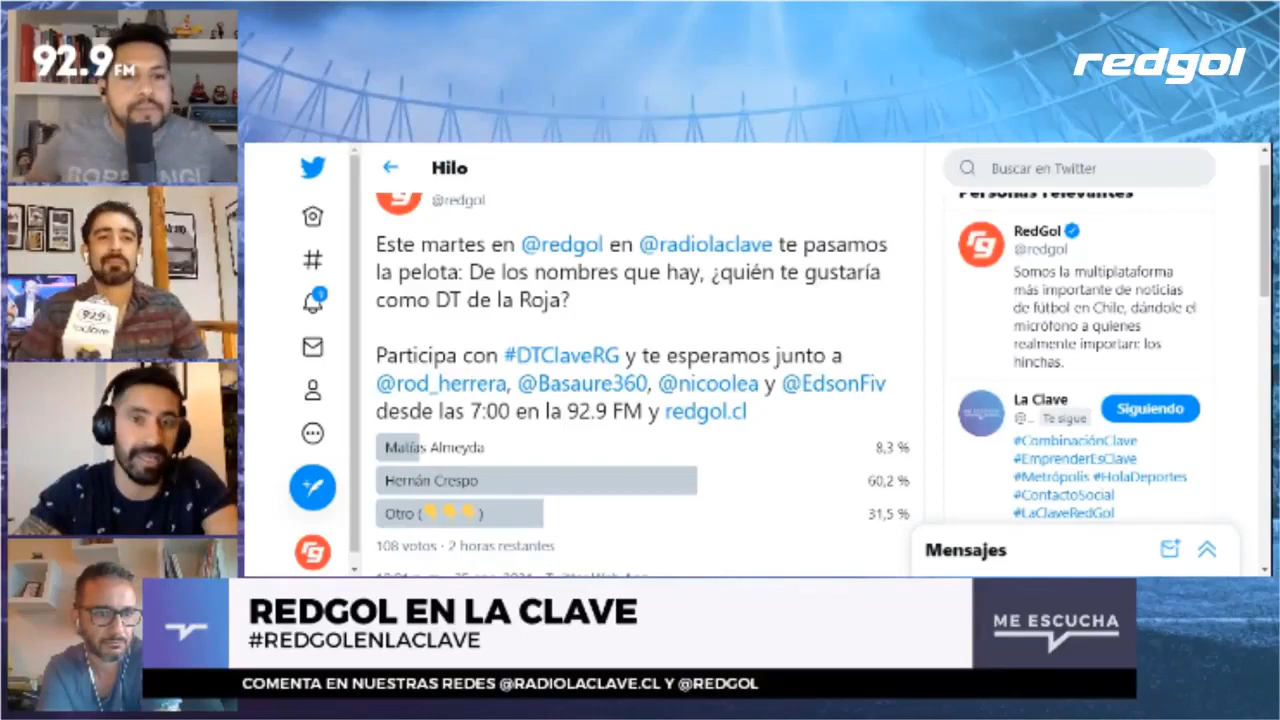 92.9 FM
redgol
Hilo
@redgol
Este martes en @redgol en @radiolaclave te pasamos
la pelota: De los nombres que hay, ¿quién te gustaría
como DT de la Roja?
Participa con #DTClaveRG y te esperamos junto a
@rod_herrera, @Basaure360, @nicoolea y @EdsonFiv
desde las 7:00 en la 92.9 FM y redgol.cl
Matías Almeyda 8,3 %
Hernán Crespo 60,2 %
Otro (👇👇👇) 31,5 %
108 votos · 2 horas restantes
Buscar en Twitter
Personas relevantes
RedGol
@redgol
Somos la multiplataforma
más importante de noticias
de fútbol en Chile, dándole el
micrófono a quienes
realmente importan: los
hinchas.
La Clave
@... Te sigue
Siguiendo
#CombinaciónClave
#EmprenderEsClave
#Metrópolis #HolaDeportes
#ContactoSocial
#LaClaveRedGol
Mensajes
92.9
laclave
REDGOL EN LA CLAVE
#REDGOLENLACLAVE
ME ESCUCHA
COMENTA EN NUESTRAS REDES @RADIOLACLAVE.CL Y @REDGOL